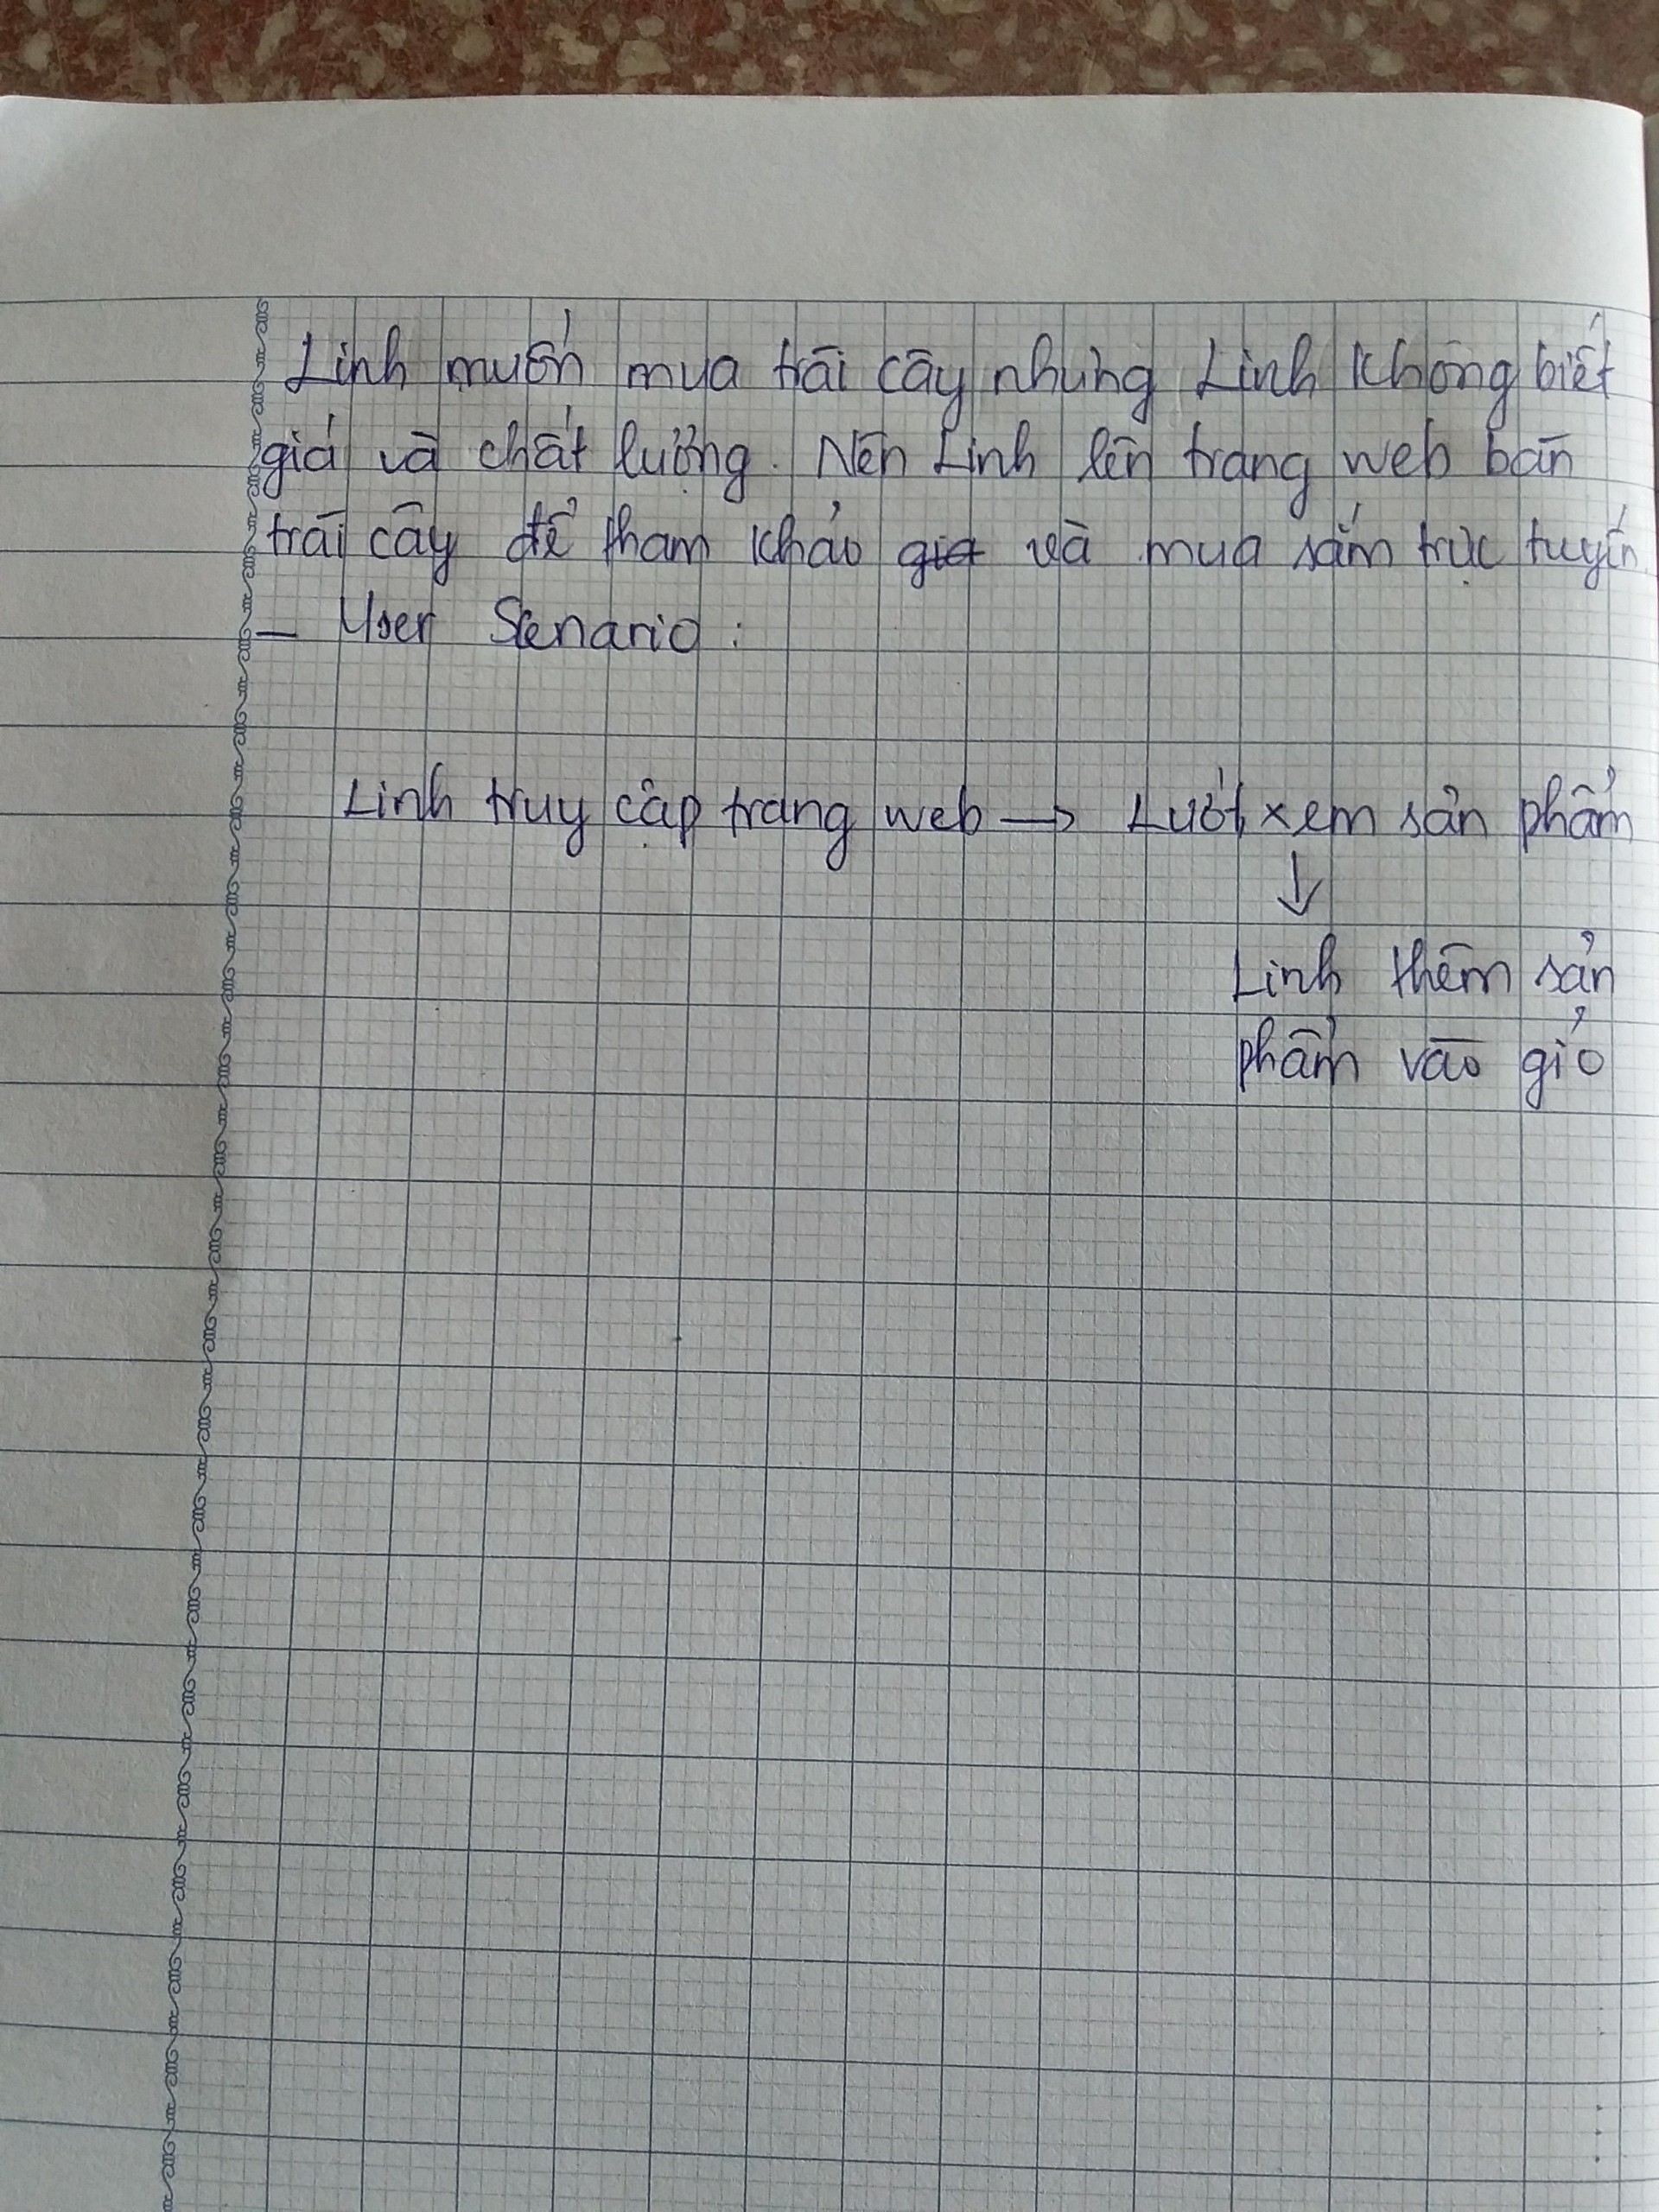 Linh muốn mua trái cây nhưng Linh không biết
giá và chất lượng. Nên Linh lên trang web bán
trái cây để tham khảo giá và mua sắm trực tuyến
– User Scenario :
Linh truy cập trang web → Lướt xem sản phẩm
↓
Linh thêm sản
phẩm vào giỏ